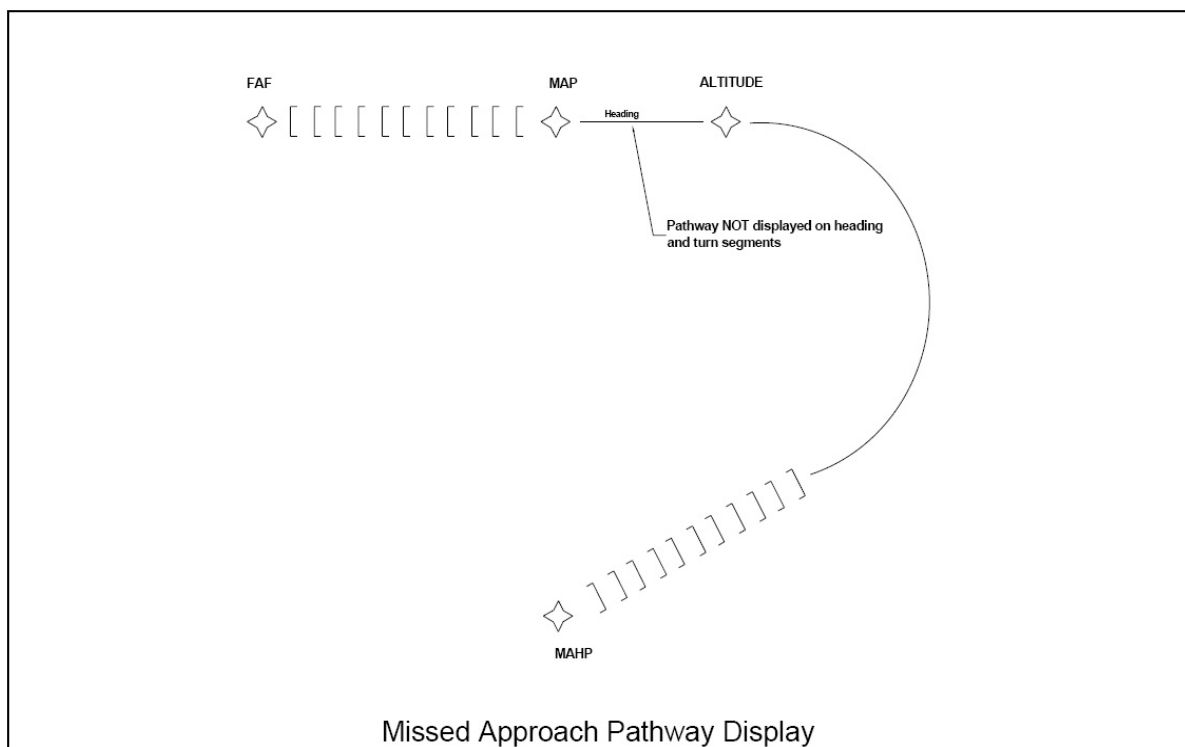 FAF
MAP
ALTITUDE
Heading
Pathway NOT displayed on heading
and turn segments
MAHP
Missed Approach Pathway Display